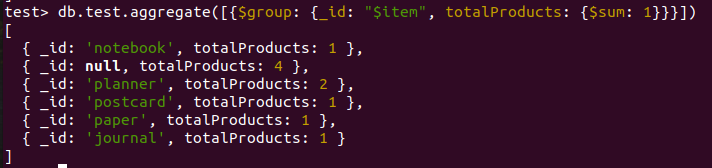 test> db.test.aggregate([{$group: {_id: "$item", totalProducts: {$sum: 1}}}])
[
  { _id: 'notebook', totalProducts: 1 },
  { _id: null, totalProducts: 4 },
  { _id: 'planner', totalProducts: 2 },
  { _id: 'postcard', totalProducts: 1 },
  { _id: 'paper', totalProducts: 1 },
  { _id: 'journal', totalProducts: 1 }
]